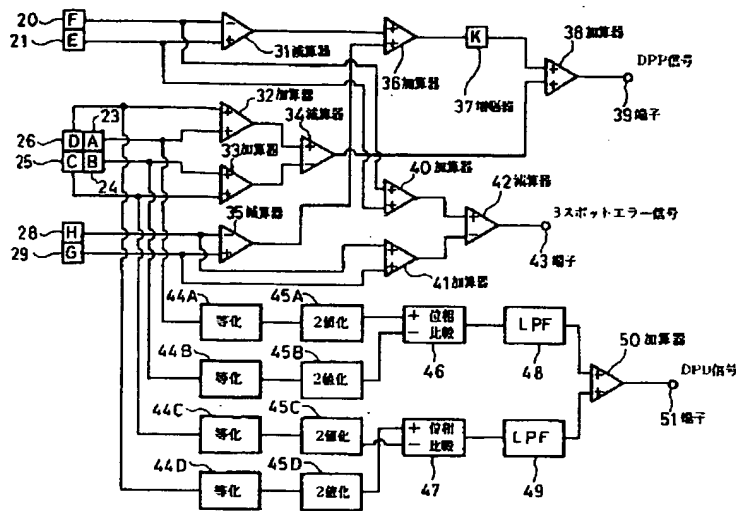 20 F
21 E
31 減算器
36 加算器
K
37 増幅器
38 加算器
DPP信号
39 端子
23
26 D A
25 C B
24
32 加算器
33 加算器
34 減算器
28 H
29 G
35 減算器
40 加算器
41 加算器
42 減算器
3スポットエラー信号
43 端子
44A 等化
45A 2値化
44B 等化
45B 2値化
+ 位相
− 比較
46
LPF
48
44C 等化
45C 2値化
44D 等化
45D 2値化
+ 位相
− 比較
47
LPF
49
50 加算器
DPD信号
51 端子